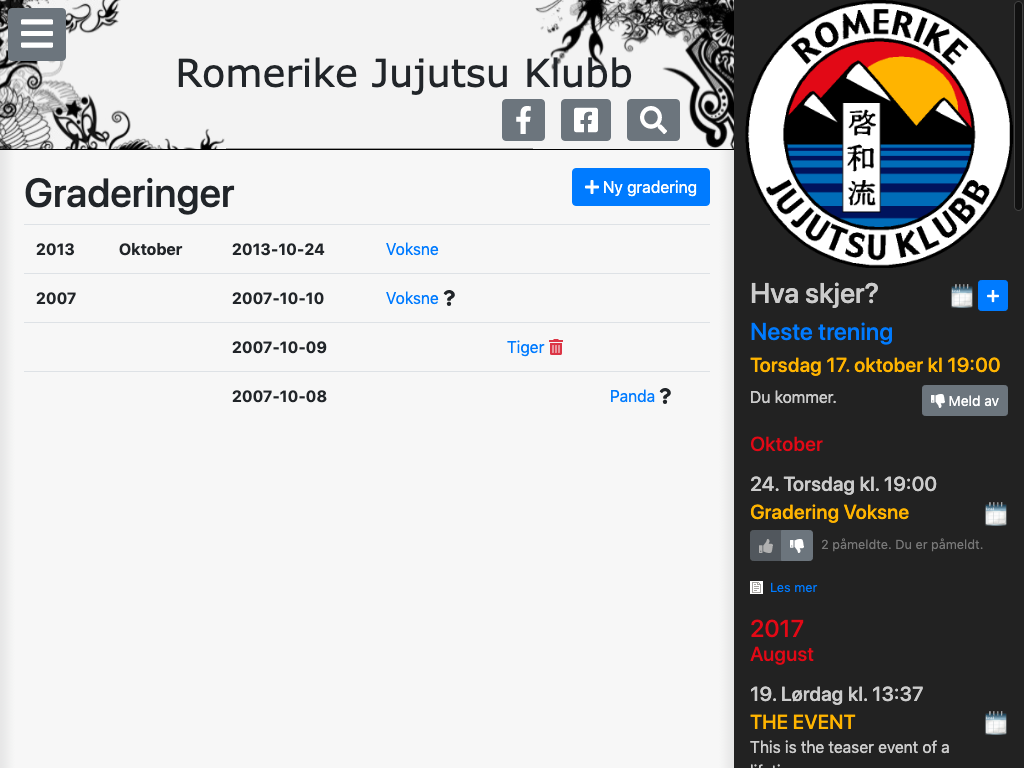 Romerike Jujutsu Klubb
Graderinger
Ny gradering
2013 Oktober 2013-10-24 Voksne
2007 2007-10-10 Voksne ?
2007-10-09 Tiger
2007-10-08 Panda ?
ROMERIKE
啓和流
JUJUTSU KLUBB
Hva skjer?
Neste trening
Torsdag 17. oktober kl 19:00
Du kommer. Meld av
Oktober
24. Torsdag kl. 19:00
Gradering Voksne
2 påmeldte. Du er påmeldt.
Les mer
2017
August
19. Lørdag kl. 13:37
THE EVENT
This is the teaser event of a